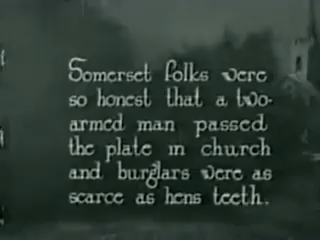 Somerset folks were
so honest that a two-
armed man passed
the plate in church
and burglars were as
scarce as hens teeth.